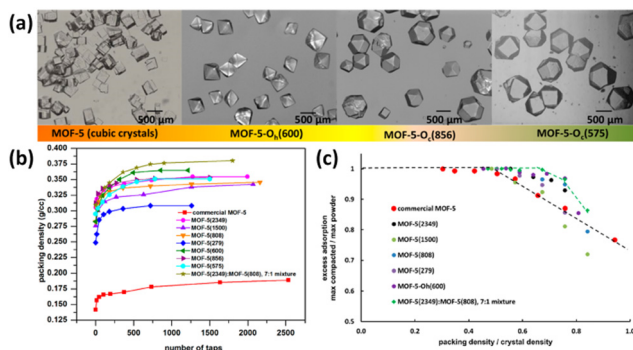 (a)
500 µm
500 µm
500 µm
500 µm
MOF-5 (cubic crystals) MOF-5-Oh(600) MOF-5-Oc(856) MOF-5-Oc(575)
(b)
packing density (g/cc)
0.400
0.375
0.350
0.325
0.300
0.275
0.250
0.225
0.200
0.175
0.150
0.125
commercial MOF-5
MOF-5(2349)
MOF-5(1500)
MOF-5(808)
MOF-5(279)
MOF-5(600)
MOF-5(856)
MOF-5(575)
MOF-5(2349):MOF-5(808), 7:1 mixture
0 500 1000 1500 2000 2500
number of taps
(c)
excess adsorption
max compacted / max powder
1
0.9
0.8
0.7
0.6
0.5
commercial MOF-5
MOF-5(2349)
MOF-5(1500)
MOF-5(808)
MOF-5(279)
MOF-5-Oh(600)
MOF-5(2349):MOF-5(808), 7:1 mixture
0.0 0.2 0.4 0.6 0.8 1.0
packing density / crystal density